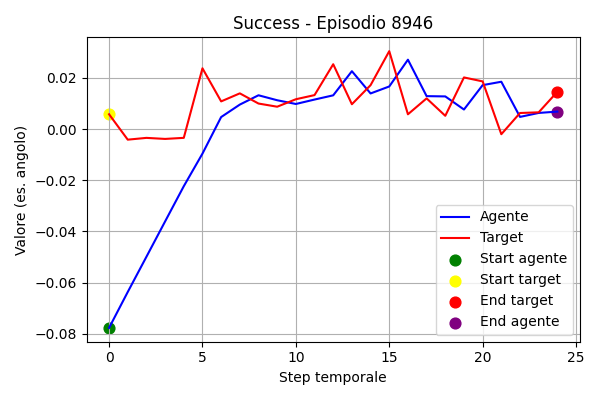 Success - Episodio 8946
Valore (es. angolo)
0.02
0.00
−0.02
−0.04
−0.06
−0.08
0
5
10
15
20
25
Step temporale
Agente
Target
Start agente
Start target
End target
End agente